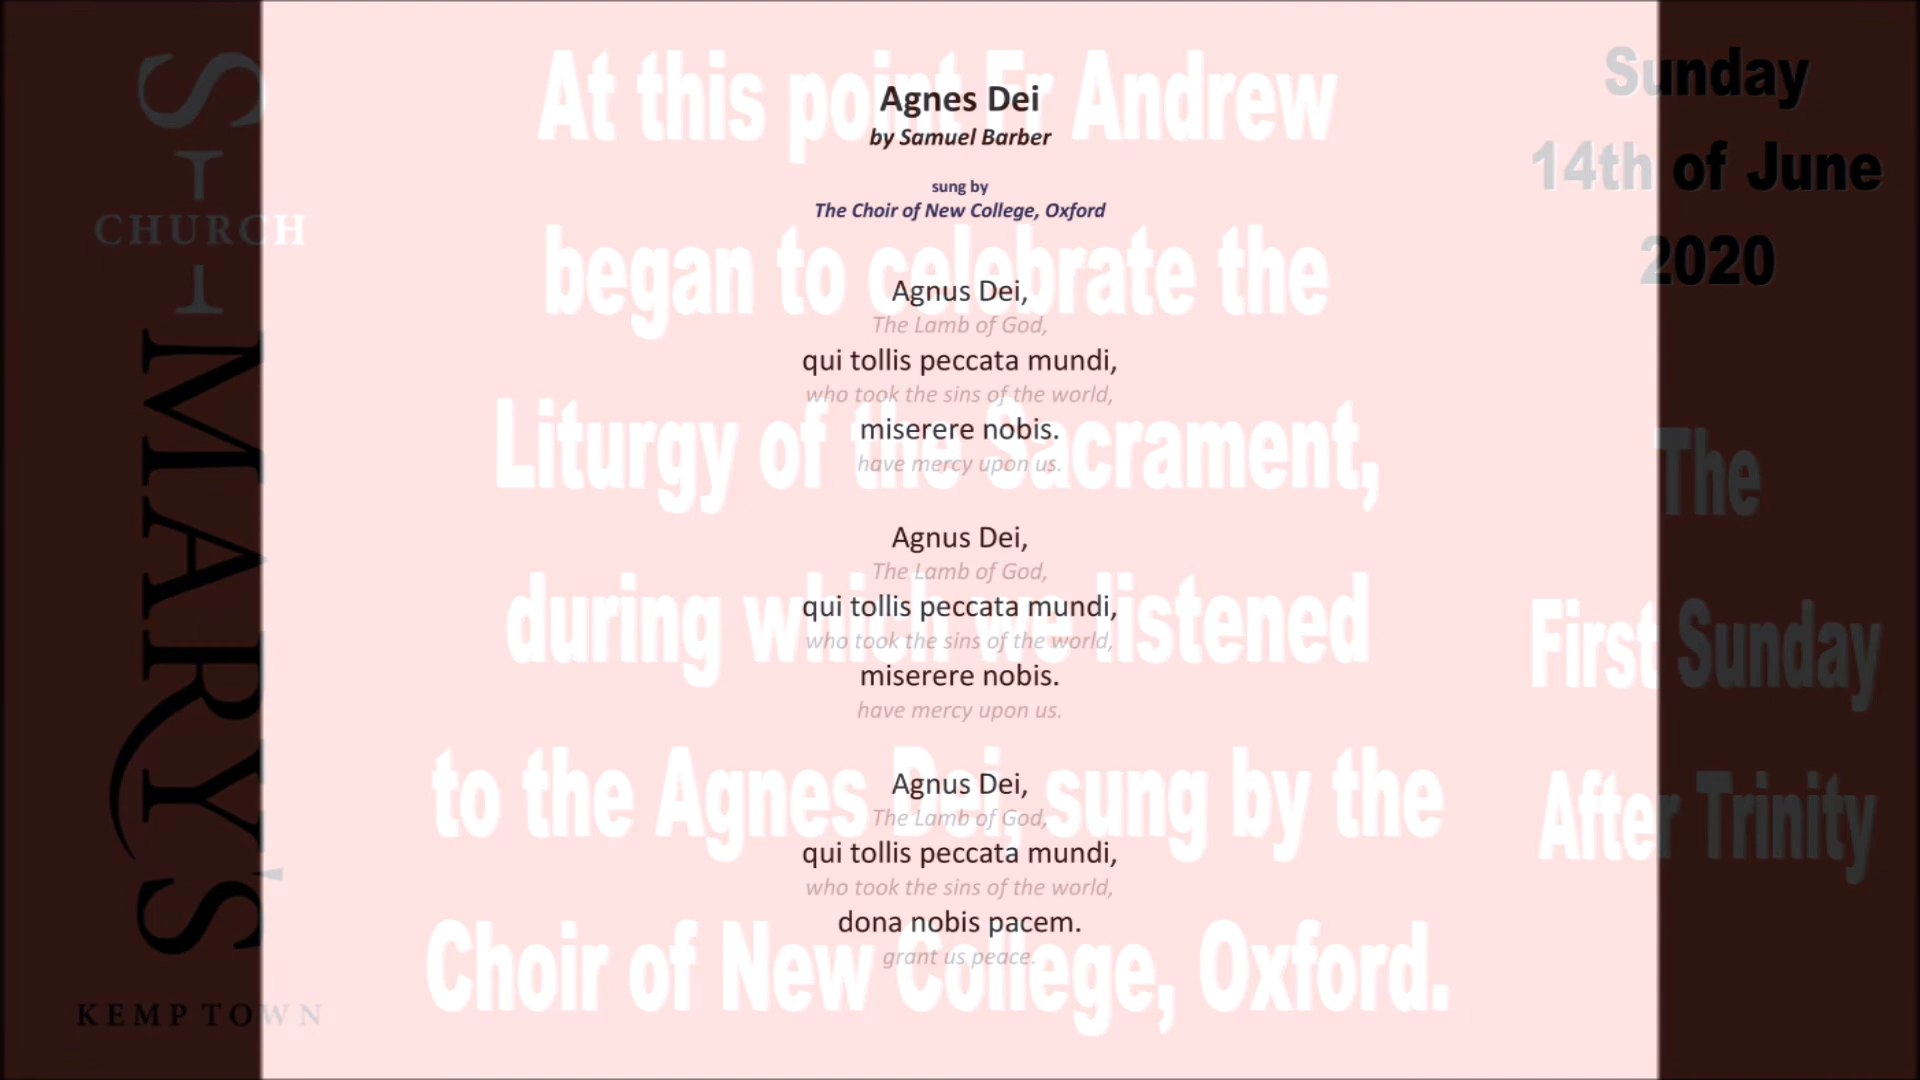 ST
CHURCH
MARY'S
KEMP TOWN
At this point Fr Andrew
began to celebrate the
Liturgy of the Sacrament,
during which we listened
to the Agnes Dei, sung by the
Choir of New College, Oxford.
Agnes Dei
by Samuel Barber
sung by
The Choir of New College, Oxford
Agnus Dei,
The Lamb of God,
qui tollis peccata mundi,
who took the sins of the world,
miserere nobis.
have mercy upon us.
Agnus Dei,
The Lamb of God,
qui tollis peccata mundi,
who took the sins of the world,
miserere nobis.
have mercy upon us.
Agnus Dei,
The Lamb of God,
qui tollis peccata mundi,
who took the sins of the world,
dona nobis pacem.
grant us peace.
Sunday
14th of June
2020
The
First Sunday
After Trinity